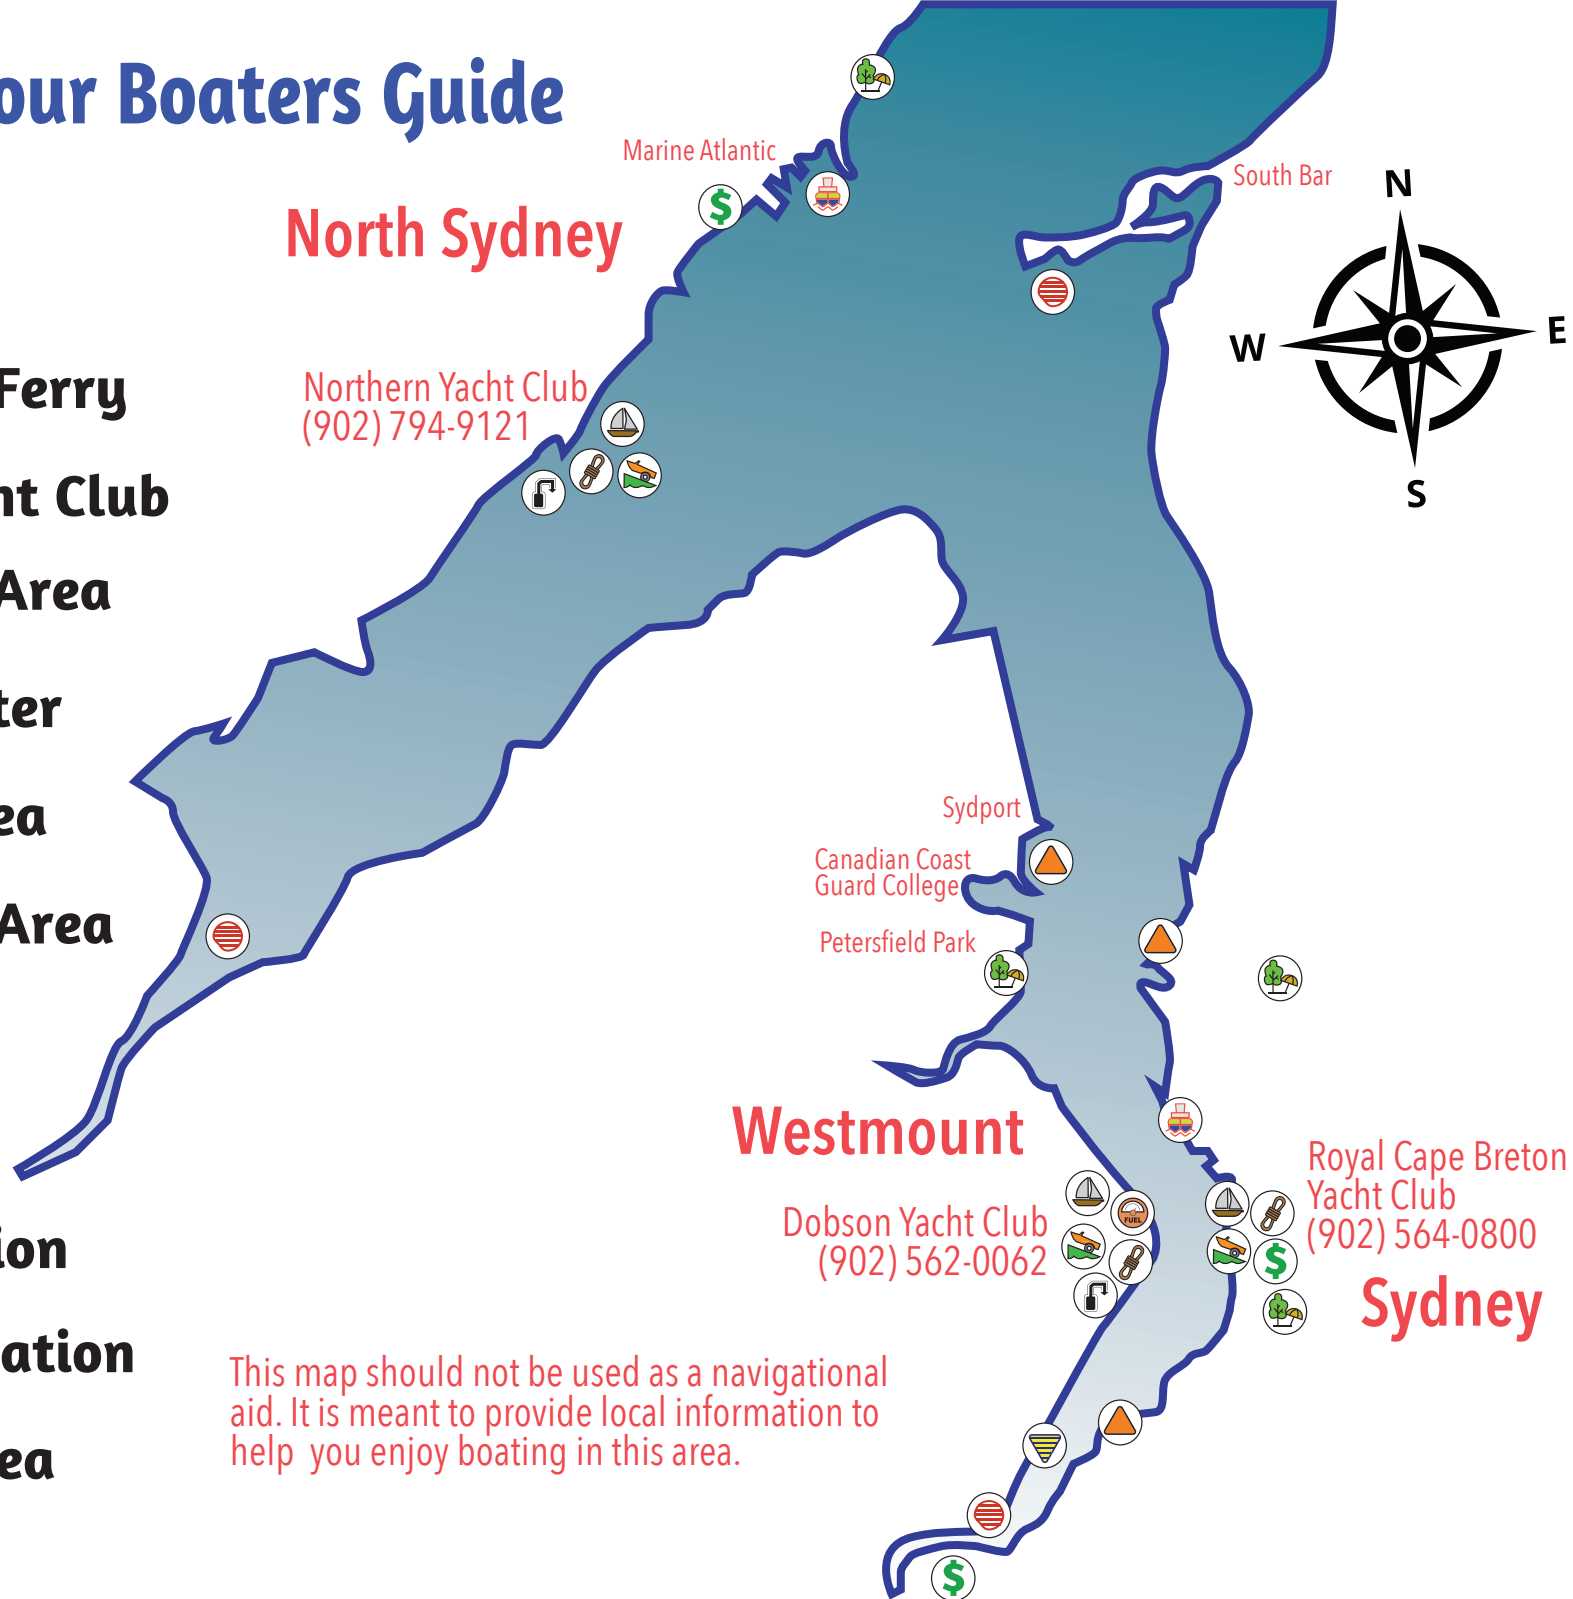 our Boaters Guide
Marine Atlantic
South Bar
N
North Sydney
W
E
Ferry
Northern Yacht Club
(902) 794-9121
S
ht Club
Area
ter
Sydport
ea
Canadian Coast
Guard College
Area
Petersfield Park
Westmount
Royal Cape Breton
Yacht Club
(902) 564-0800
Dobson Yacht Club
(902) 562-0062
FUEL
ion
Sydney
ation
This map should not be used as a navigational
aid. It is meant to provide local information to
help  you enjoy boating in this area.
ea